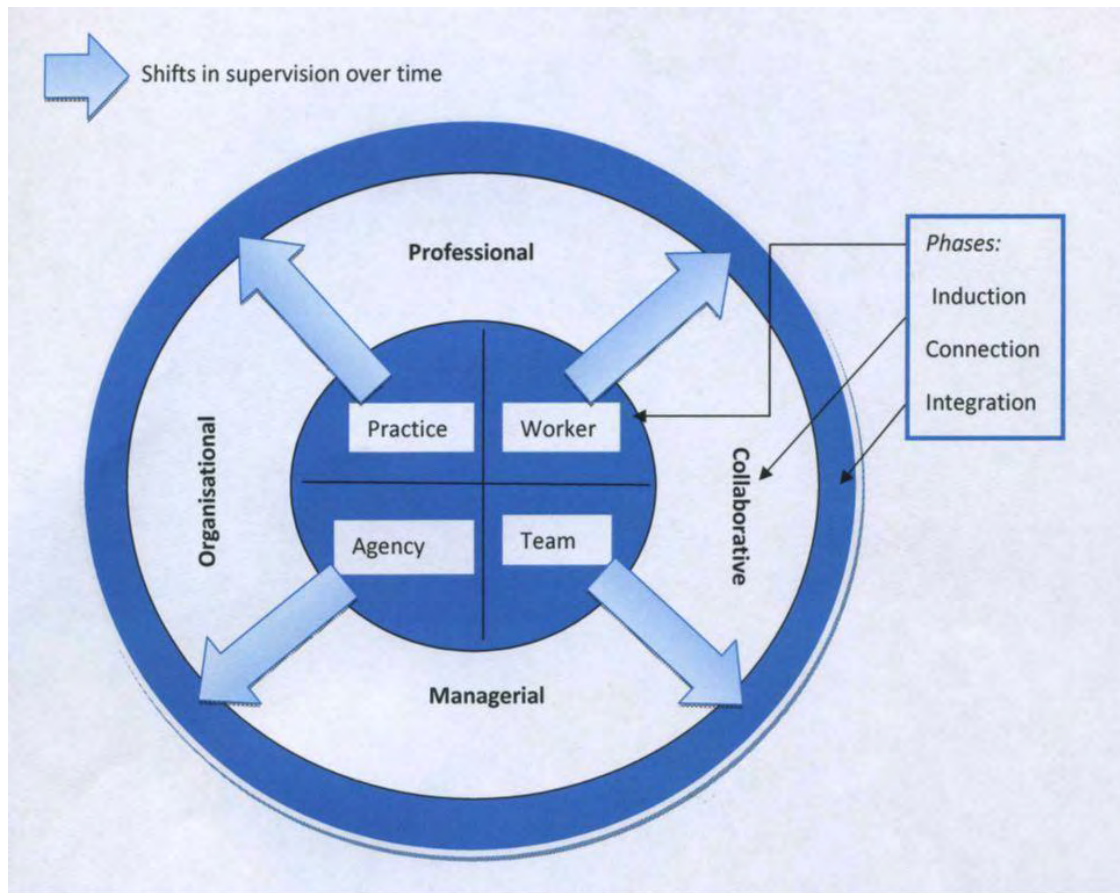 Shifts in supervision over time
Professional
Phases:
Induction
Connection
Integration
Practice
Worker
Organisational
Collaborative
Agency
Team
Managerial